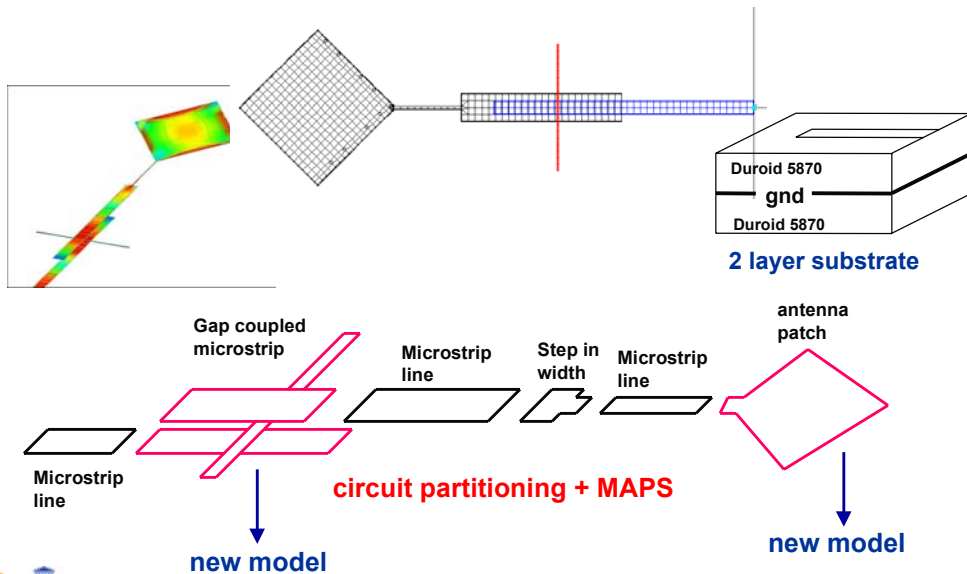 Duroid 5870
gnd
Duroid 5870
2 layer substrate
antenna
patch
Gap coupled
microstrip
Microstrip
line
Step in
width
Microstrip
line
Microstrip
line
circuit partitioning + MAPS
new model
new model